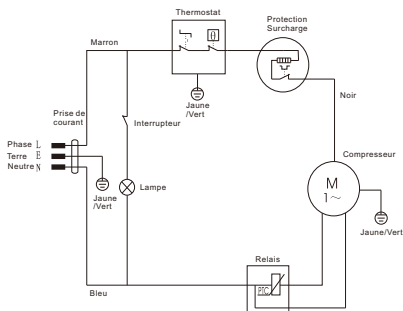 Thermostat
Protection
Surcharge
Marron
θ
Jaune
/Vert
Noir
Prise de
courant
Interrupteur
Phase L
Terre E
Neutre N
Compresseur
M
1~
Lampe
Jaune
/Vert
Jaune/Vert
Relais
PTC
Bleu